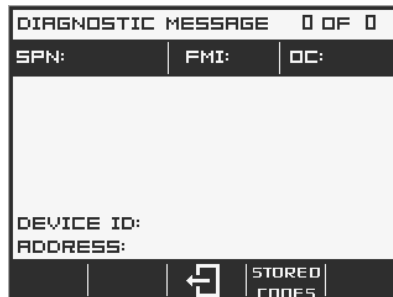 DIAGNOSTIC MESSAGE 0 OF 0
SPN: FMI: OC:
DEVICE ID:
ADDRESS:
STORED
CODES